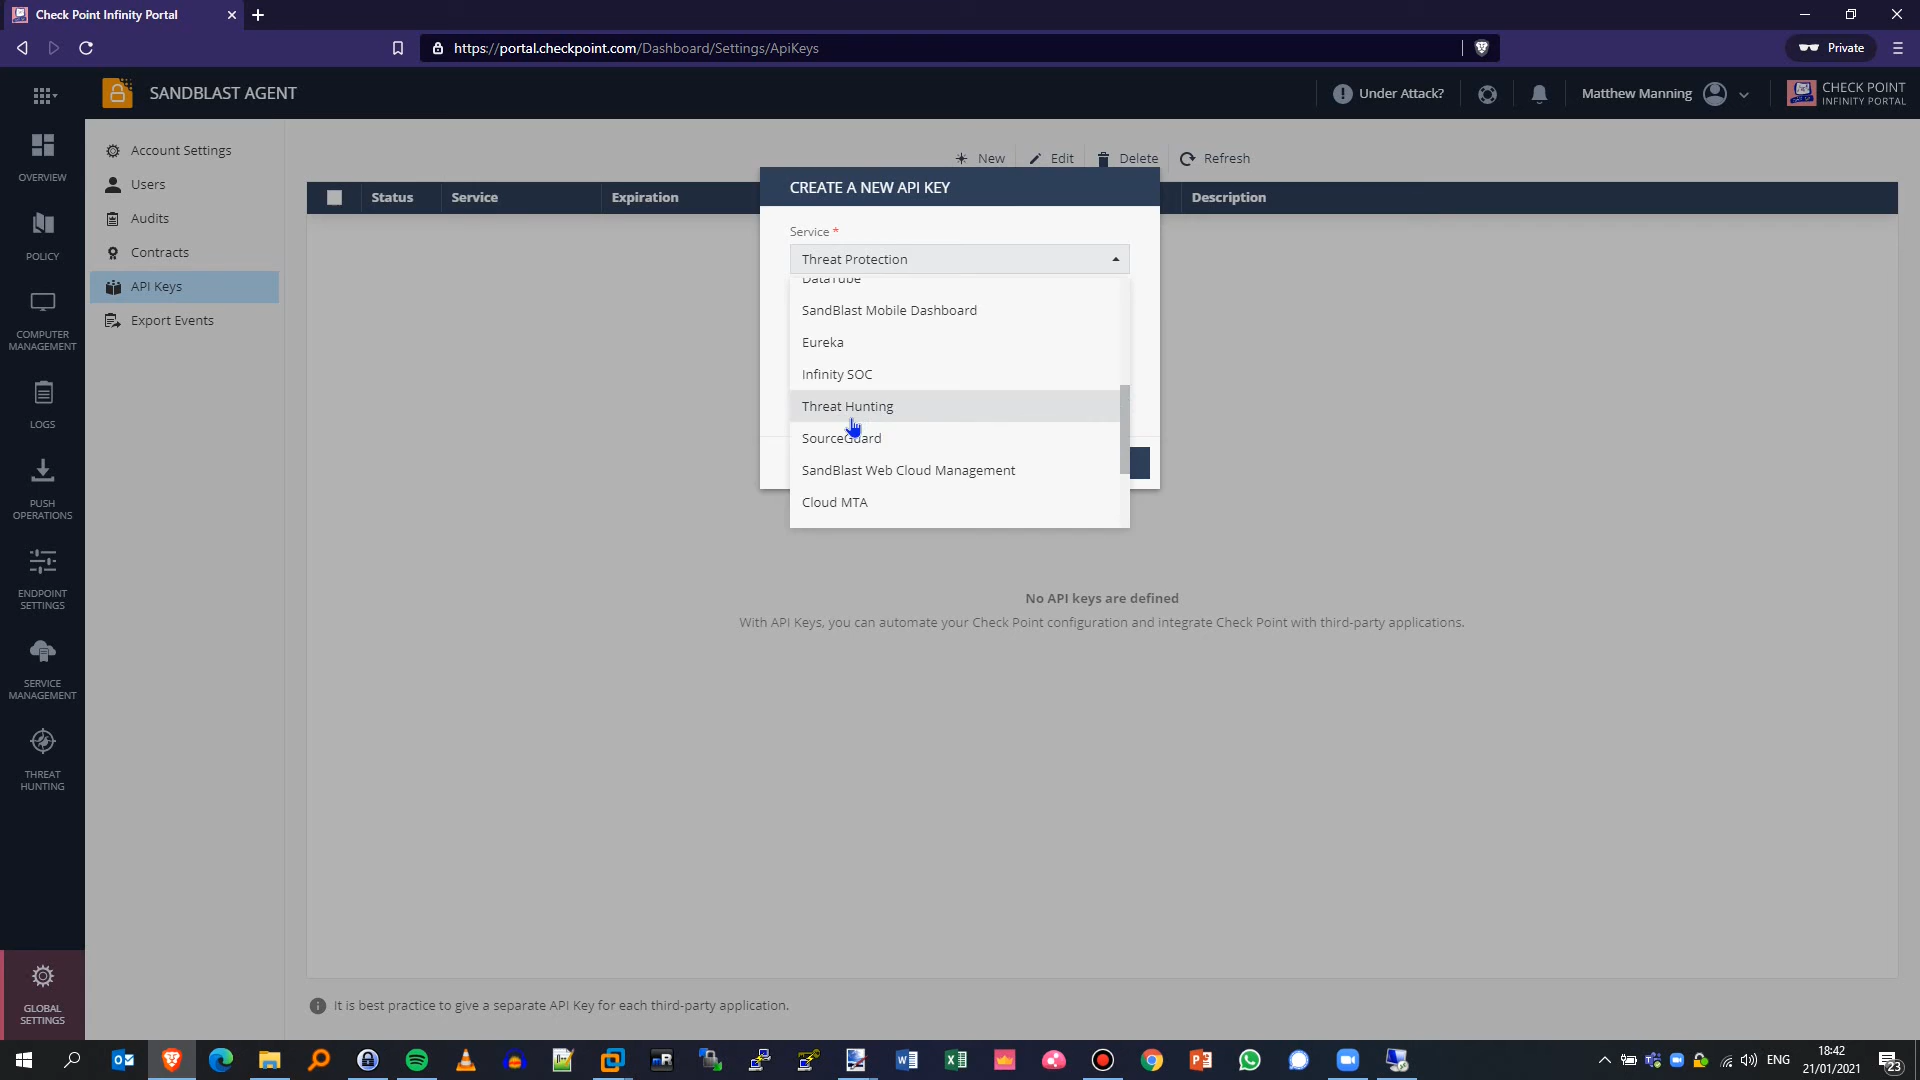 Check Point Infinity Portal
https://portal.checkpoint.com/Dashboard/Settings/ApiKeys
Private
SANDBLAST AGENT
Under Attack?
Matthew Manning
CHECK POINT
INFINITY PORTAL
OVERVIEW
POLICY
COMPUTER
MANAGEMENT
LOGS
PUSH
OPERATIONS
ENDPOINT
SETTINGS
SERVICE
MANAGEMENT
THREAT
HUNTING
GLOBAL
SETTINGS
Account Settings
Users
Audits
Contracts
API Keys
Export Events
New
Edit
Delete
Refresh
Status
Service
Expiration
Description
CREATE A NEW API KEY
Service *
Threat Protection
DataTube
SandBlast Mobile Dashboard
Eureka
Infinity SOC
Threat Hunting
SourceGuard
SandBlast Web Cloud Management
Cloud MTA
No API keys are defined
With API Keys, you can automate your Check Point configuration and integrate Check Point with third-party applications.
It is best practice to give a separate API Key for each third-party application.
ENG
18:42
21/01/2021
23